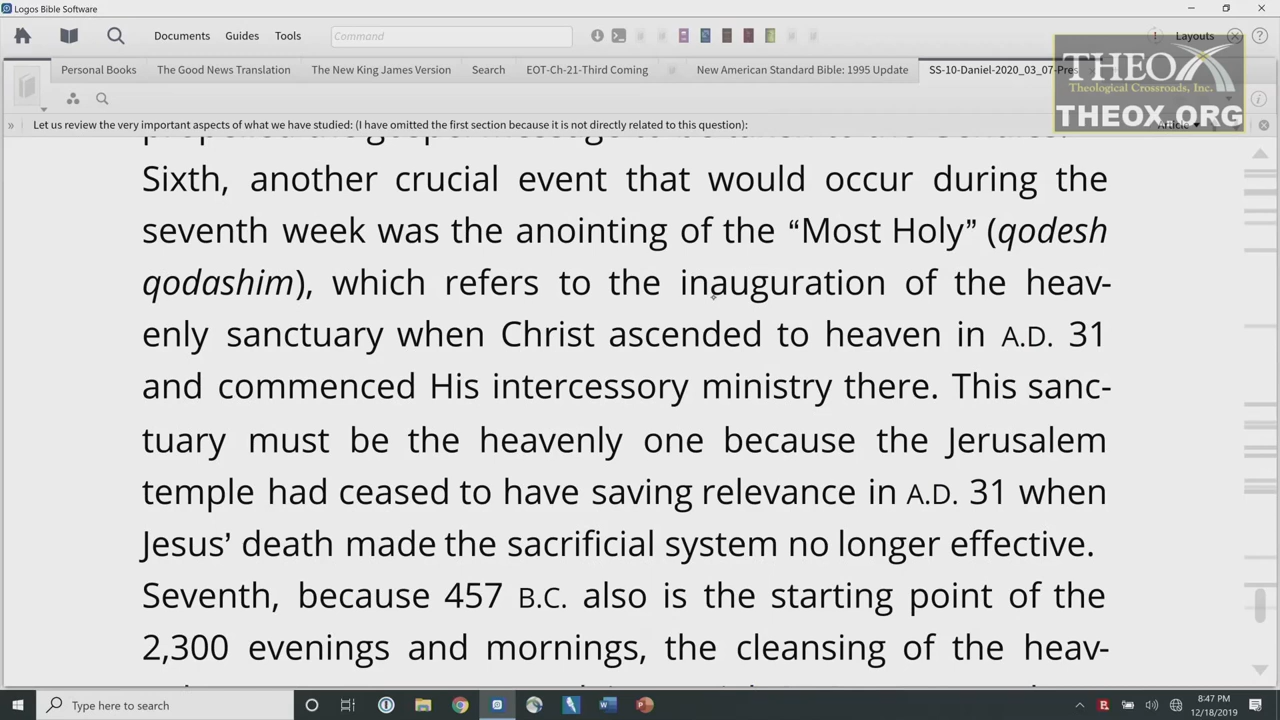 Logos Bible Software
Documents Guides Tools Command Layouts
Personal Books The Good News Translation The New King James Version Search EOT-Ch-21-Third Coming New American Standard Bible: 1995 Update SS-10-Daniel-2020_03_07-Pres
THEOX
Theological Crossroads, Inc.
THEOX.ORG
Let us review the very important aspects of what we have studied: (I have omitted the first section because it is not directly related to this question):
Article
Sixth, another crucial event that would occur during the
seventh week was the anointing of the “Most Holy” (qodesh
qodashim), which refers to the inauguration of the heav-
enly sanctuary when Christ ascended to heaven in A.D. 31
and commenced His intercessory ministry there. This sanc-
tuary must be the heavenly one because the Jerusalem
temple had ceased to have saving relevance in A.D. 31 when
Jesus’ death made the sacrificial system no longer effective.
Seventh, because 457 B.C. also is the starting point of the
2,300 evenings and mornings, the cleansing of the heav-
Type here to search
8:47 PM
12/18/2019